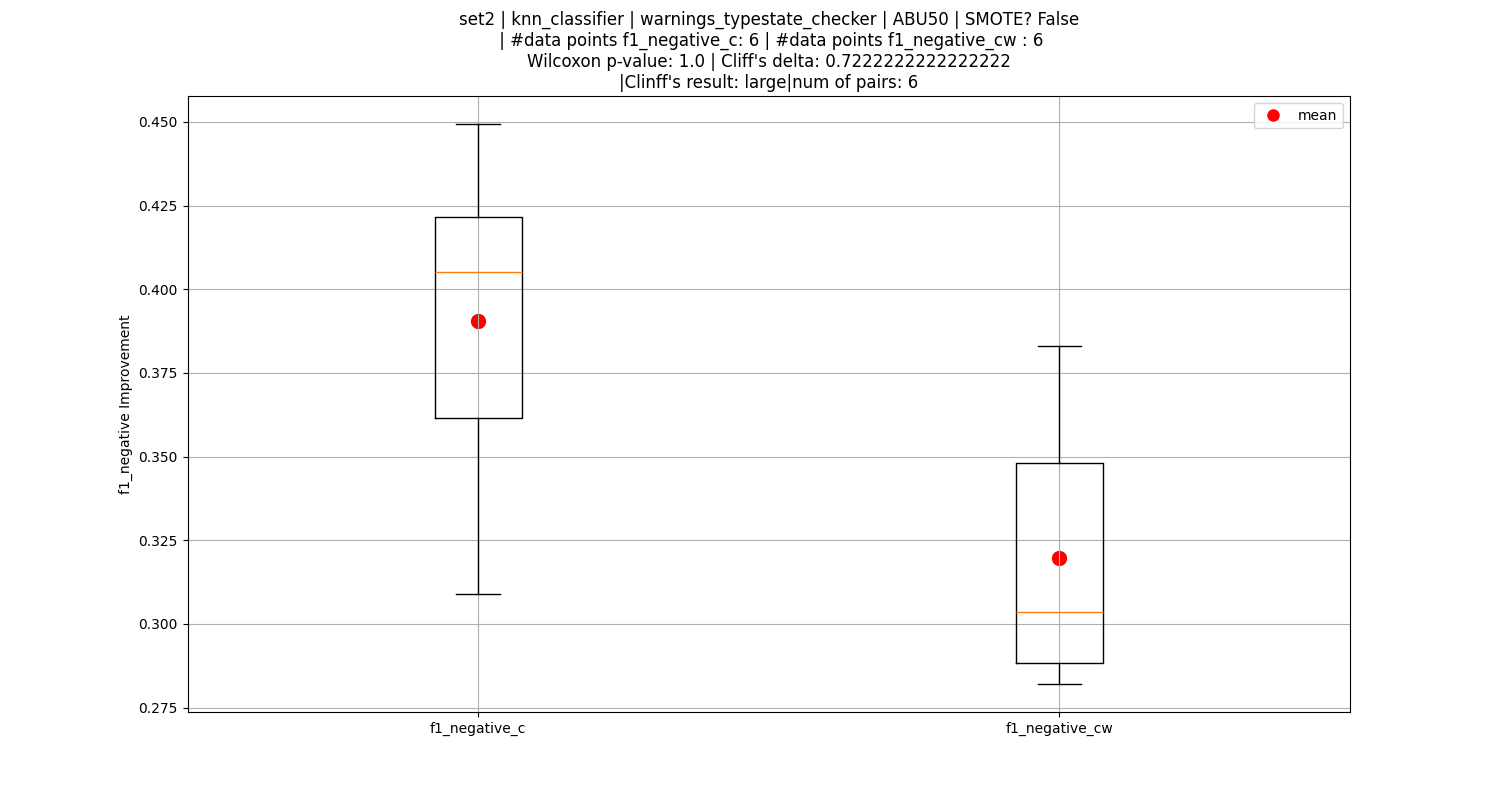 set2 | knn_classifier | warnings_typestate_checker | ABU50 | SMOTE? False
| #data points f1_negative_c: 6 | #data points f1_negative_cw : 6
Wilcoxon p-value: 1.0 | Cliff's delta: 0.7222222222222222
|Clinff's result: large|num of pairs: 6
mean
0.450
0.425
0.400
0.375
0.350
0.325
0.300
0.275
f1_negative Improvement
f1_negative_c
f1_negative_cw